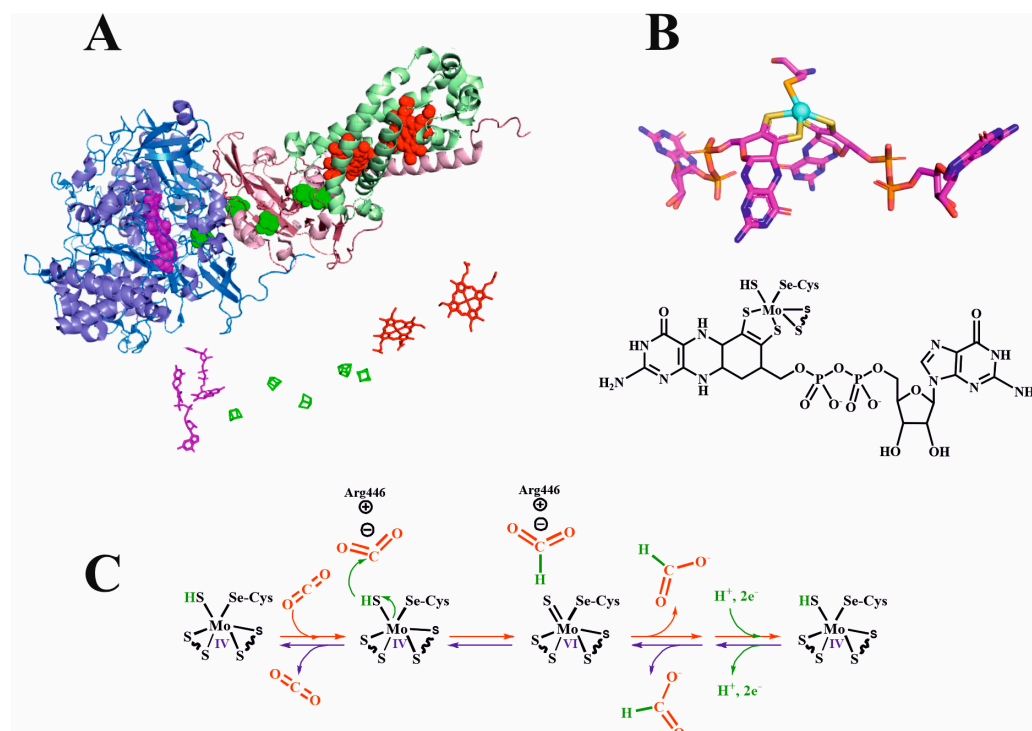 A
B
HS Se-Cys
O H N S Mo S S
HN S
H₂N N N H
O P O P O
O O⁻ O O⁻
O
N N NH
N N NH
O
HO OH
C
Arg446
⊕
⊖
O C O
Arg446
⊕
⊖
O C O
H
O C O
H C O⁻
O
H⁺, 2e⁻
HS Se-Cys
Mo
IV
S S S S
HS Se-Cys
Mo
IV
S S S S
S Se-Cys
Mo
VI
S S S S
HS Se-Cys
Mo
IV
S S S S
O C O
H C O⁻
O
H⁺, 2e⁻